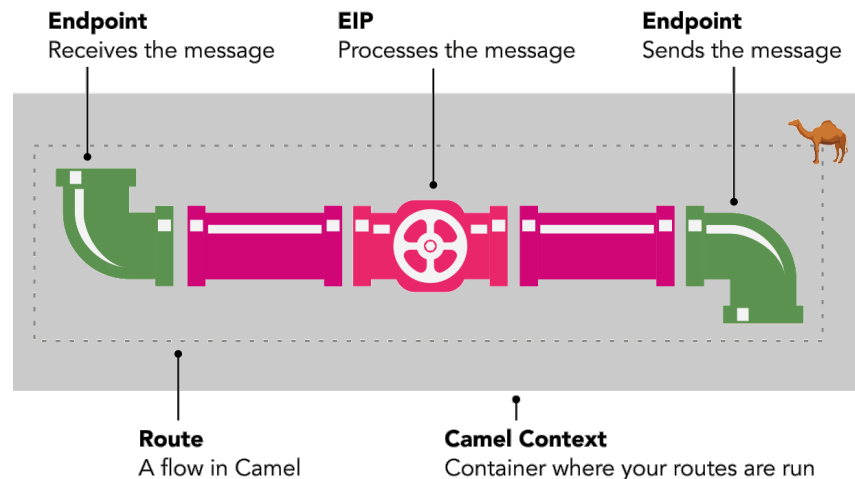 Endpoint
Receives the message
EIP
Processes the message
Endpoint
Sends the message
Route
A flow in Camel
Camel Context
Container where your routes are run